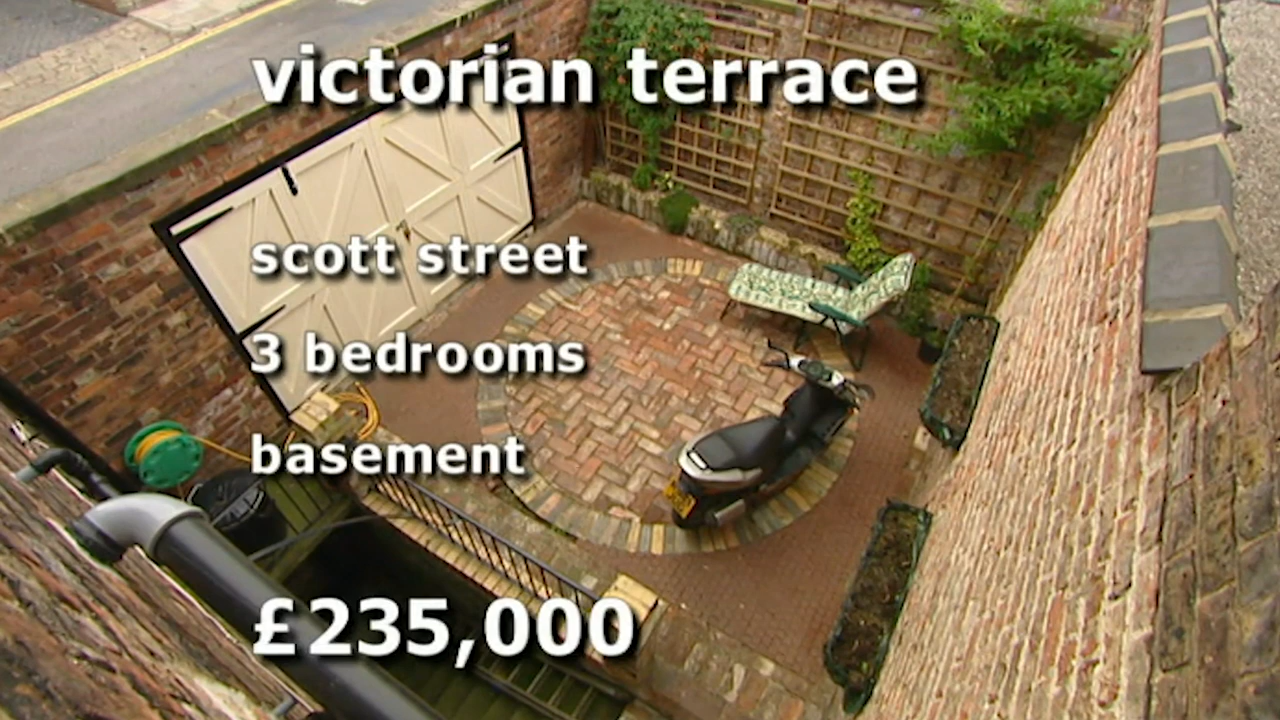 victorian terrace
scott street
3 bedrooms
basement
£235,000